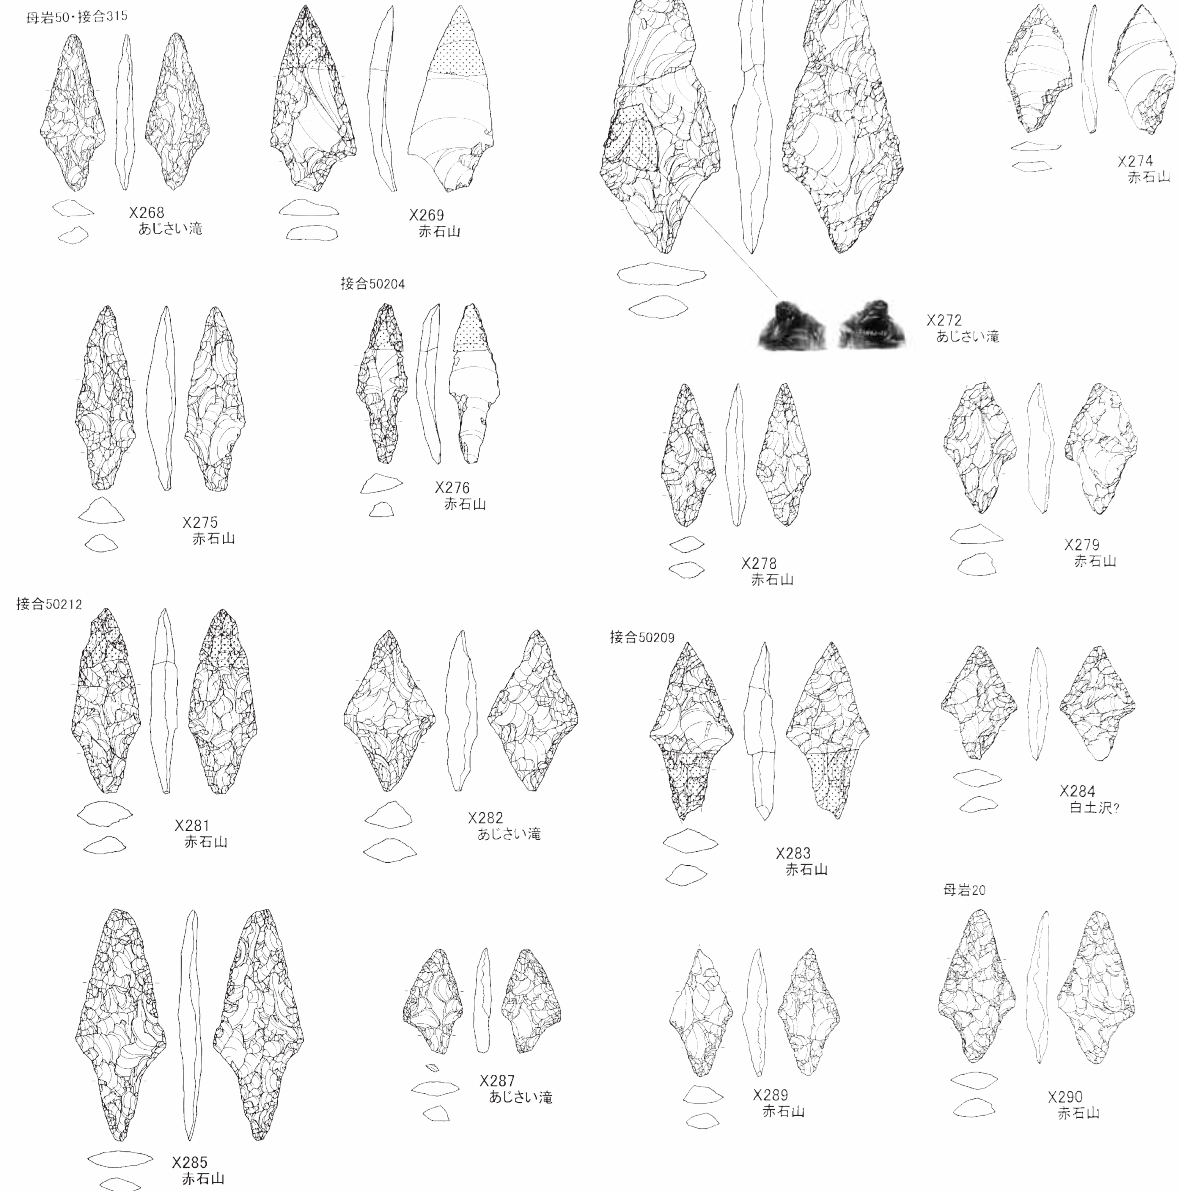 母岩50・接合315
X268
あじさい滝
X269
赤石山
X272
あじさい滝
X274
赤石山
X275
赤石山
接合50204
X276
赤石山
X278
赤石山
X279
赤石山
接合50212
X281
赤石山
X282
あじさい滝
接合50209
X283
赤石山
X284
白土沢?
X285
赤石山
X287
あじさい滝
X289
赤石山
母岩20
X290
赤石山